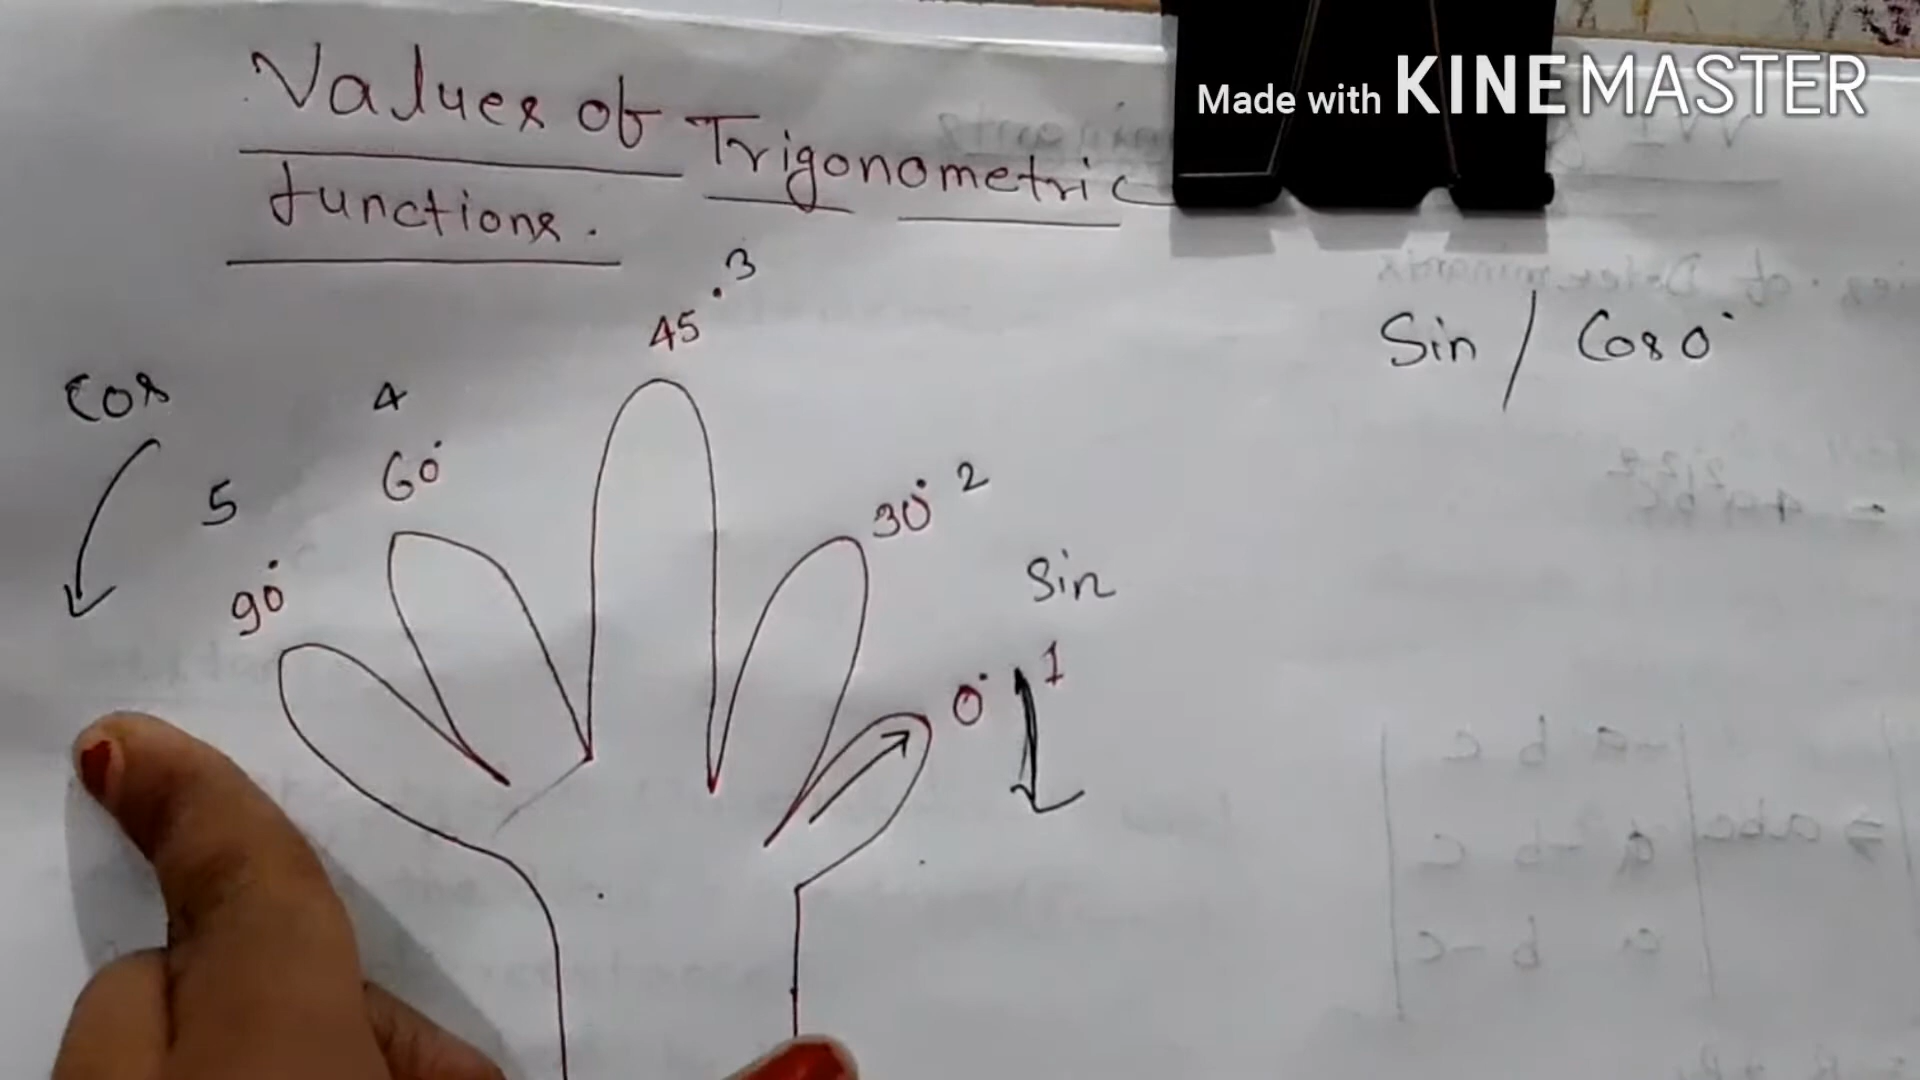 Made with KINEMASTER
Values of Trigonometric
functions.
3
45
Sin / Cos 0°
Cos
4
60°
5
30° 2
90°
Sin
0° 1